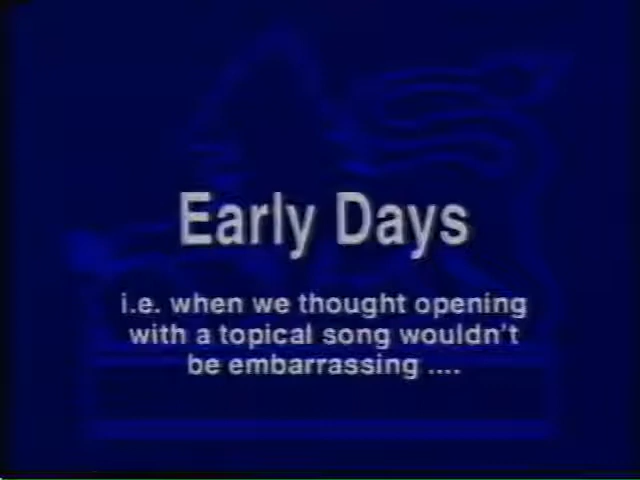 Early Days
i.e. when we thought opening
with a topical song wouldn't
be embarrassing ....